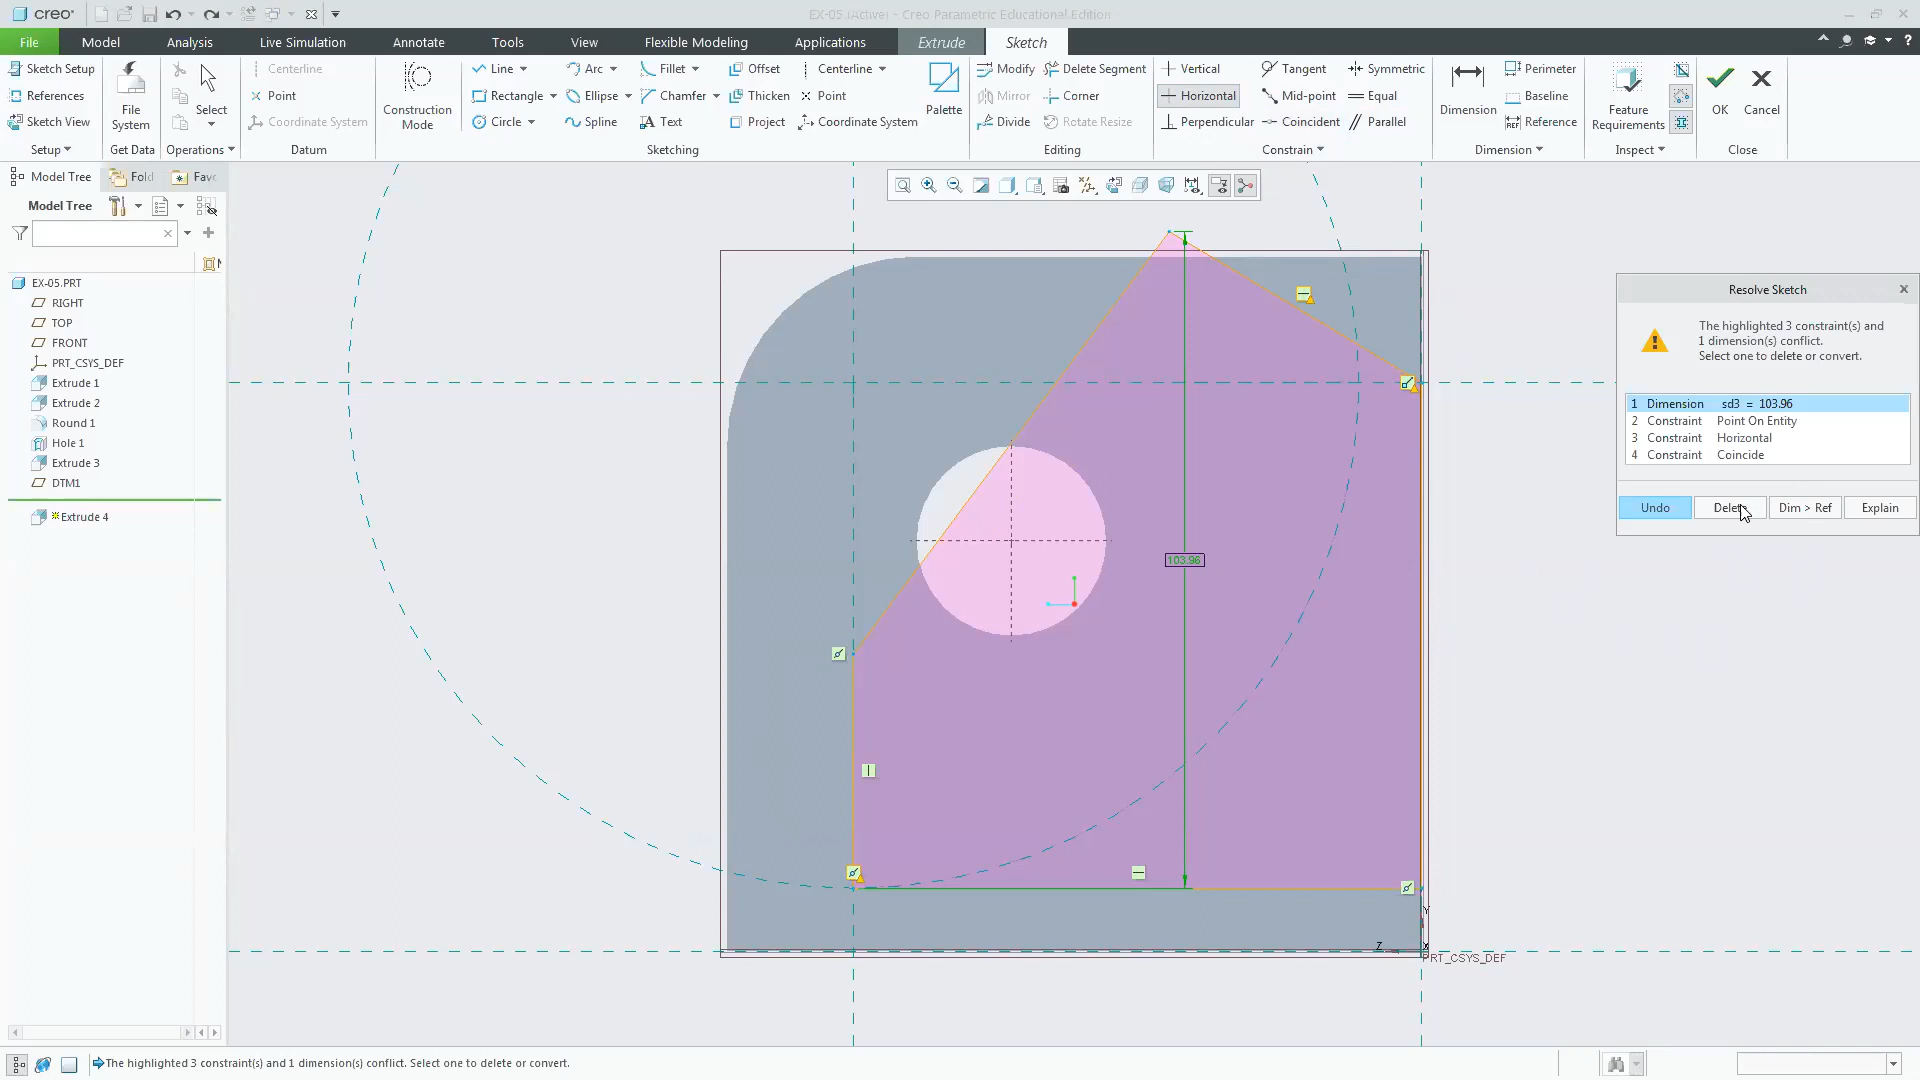 creo
EX-05 (Active) - Creo Parametric Educational Edition
File Model Analysis Live Simulation Annotate Tools View Flexible Modeling Applications Extrude Sketch
Sketch Setup
References
Sketch View
Setup
File
System
Get Data
Select
Operations
Centerline
Point
Coordinate System
Datum
Construction
Mode
Line Arc Fillet Offset Centerline
Rectangle Ellipse Chamfer Thicken Point
Circle Spline Text Project Coordinate System
Palette
Sketching
Modify Delete Segment
Mirror Corner
Divide Rotate Resize
Editing
Vertical Tangent Symmetric
Horizontal Mid-point Equal
Perpendicular Coincident Parallel
Constrain
Dimension
Perimeter
Baseline
Reference
Dimension
Feature
Requirements
Inspect
OK
Cancel
Close
Model Tree Fold Fav
Model Tree
EX-05.PRT
RIGHT
TOP
FRONT
PRT_CSYS_DEF
Extrude 1
Extrude 2
Round 1
Hole 1
Extrude 3
DTM1
Extrude 4
103.96
Y
Z
X
PRT_CSYS_DEF
Resolve Sketch
The highlighted 3 constraint(s) and
1 dimension(s) conflict.
Select one to delete or convert.
1 Dimension sd3 = 103.96
2 Constraint Point On Entity
3 Constraint Horizontal
4 Constraint Coincide
Undo Delete Dim > Ref Explain
The highlighted 3 constraint(s) and 1 dimension(s) conflict. Select one to delete or convert.